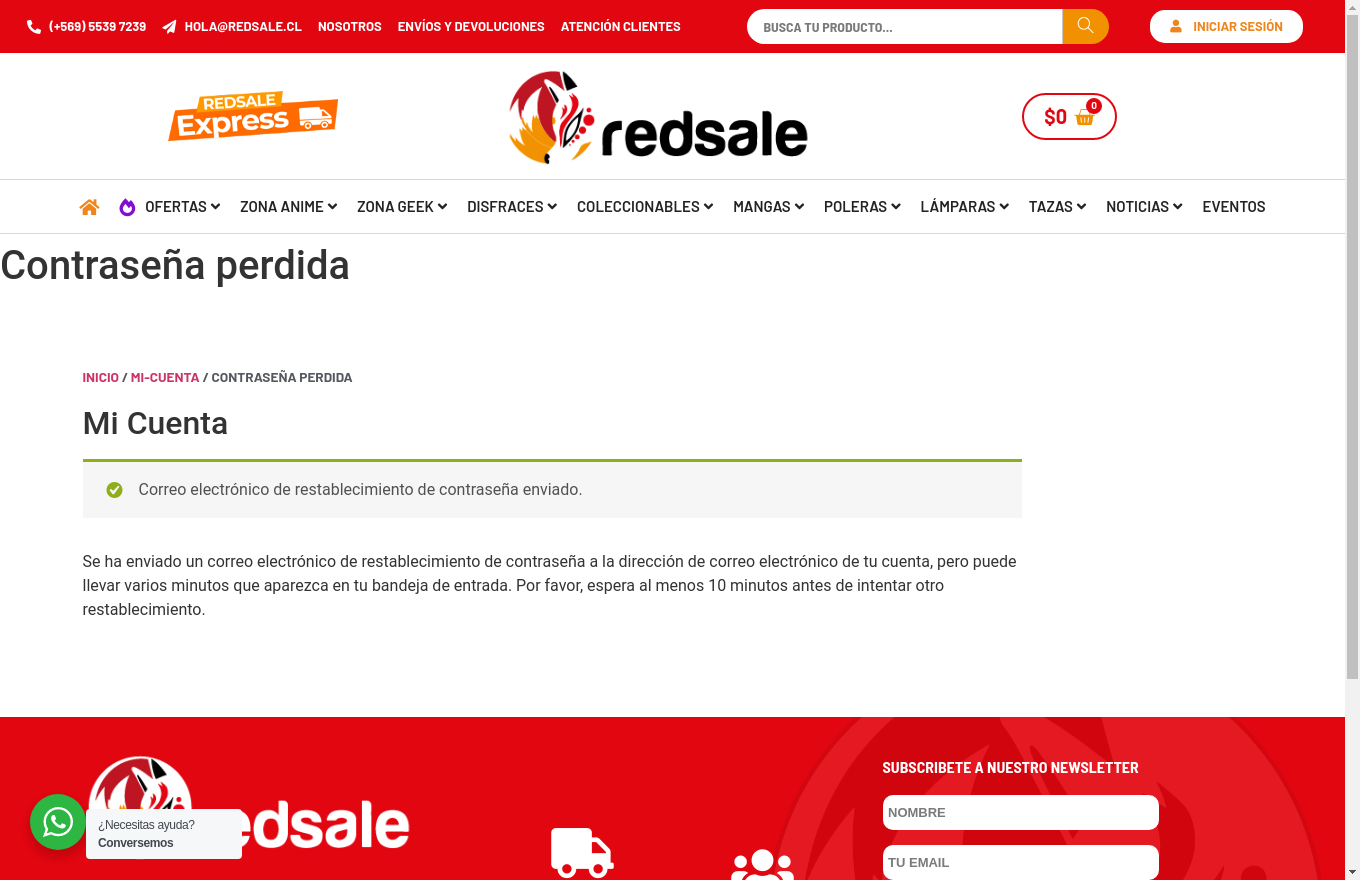 (+569) 5539 7239 HOLA@REDSALE.CL NOSOTROS ENVÍOS Y DEVOLUCIONES ATENCIÓN CLIENTES BUSCA TU PRODUCTO... INICIAR SESIÓN
REDSALE
Express
redsale
$0 0
OFERTAS ZONA ANIME ZONA GEEK DISFRACES COLECCIONABLES MANGAS POLERAS LÁMPARAS TAZAS NOTICIAS EVENTOS
Contraseña perdida
INICIO / MI-CUENTA / CONTRASEÑA PERDIDA
Mi Cuenta
Correo electrónico de restablecimiento de contraseña enviado.
Se ha enviado un correo electrónico de restablecimiento de contraseña a la dirección de correo electrónico de tu cuenta, pero puede
llevar varios minutos que aparezca en tu bandeja de entrada. Por favor, espera al menos 10 minutos antes de intentar otro
restablecimiento.
redsale
¿Necesitas ayuda?
Conversemos
SUBSCRIBETE A NUESTRO NEWSLETTER
NOMBRE
TU EMAIL